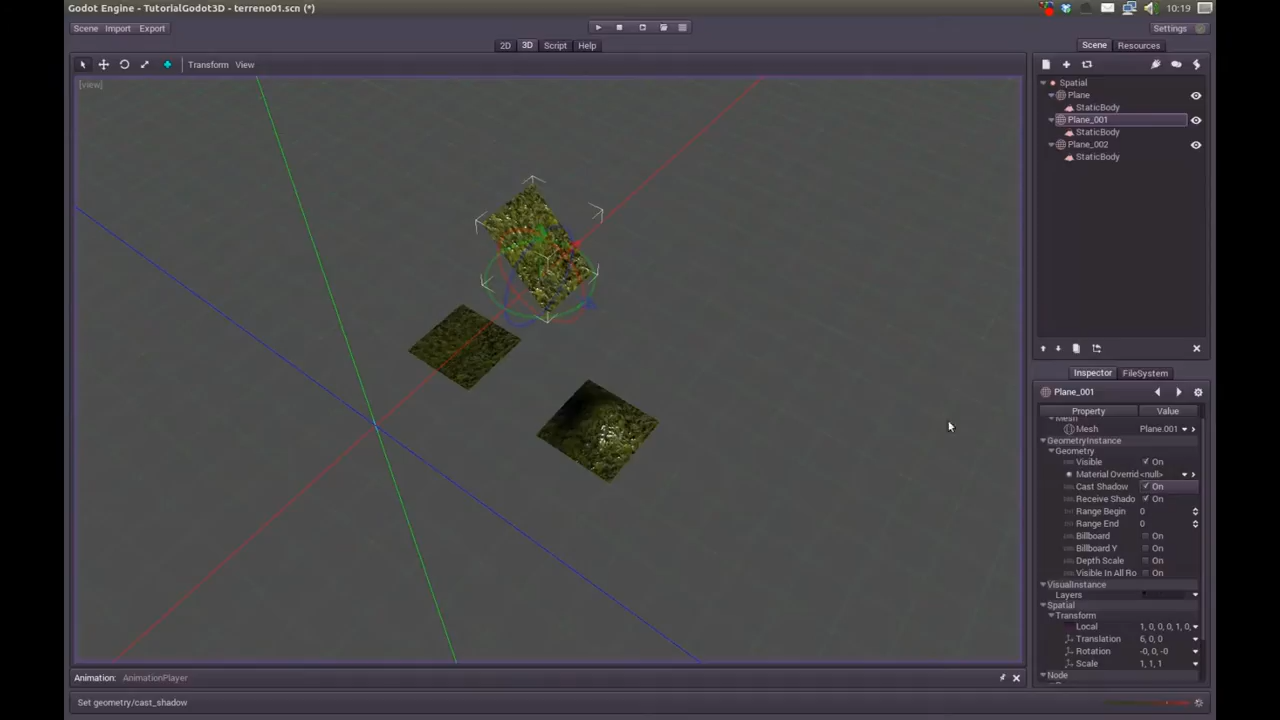 Godot Engine - TutorialGodot3D - terreno01.scn (*)
10:19
Scene Import Export
Settings
2D 3D Script Help
Scene Resources
Transform View
[view]
Spatial
Plane
StaticBody
Plane_001
StaticBody
Plane_002
StaticBody
Inspector FileSystem
Plane_001
Property Value
Mesh
Mesh Plane.001
GeometryInstance
Geometry
Visible On
Material Overrid <null>
Cast Shadow On
Receive Shado On
Range Begin 0
Range End 0
Billboard On
Billboard Y On
Depth Scale On
Visible In All Ro On
VisualInstance
Layers
Spatial
Transform
Local 1, 0, 0, 0, 1, 0,
Translation 6, 0, 0
Rotation -0, 0, -0
Scale 1, 1, 1
Node
Animation: AnimationPlayer
Set geometry/cast_shadow